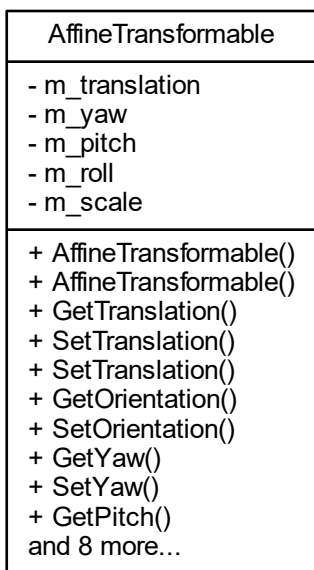 AffineTransformable
- m_translation
- m_yaw
- m_pitch
- m_roll
- m_scale
+ AffineTransformable()
+ AffineTransformable()
+ GetTranslation()
+ SetTranslation()
+ SetTranslation()
+ GetOrientation()
+ SetOrientation()
+ GetYaw()
+ SetYaw()
+ GetPitch()
and 8 more...